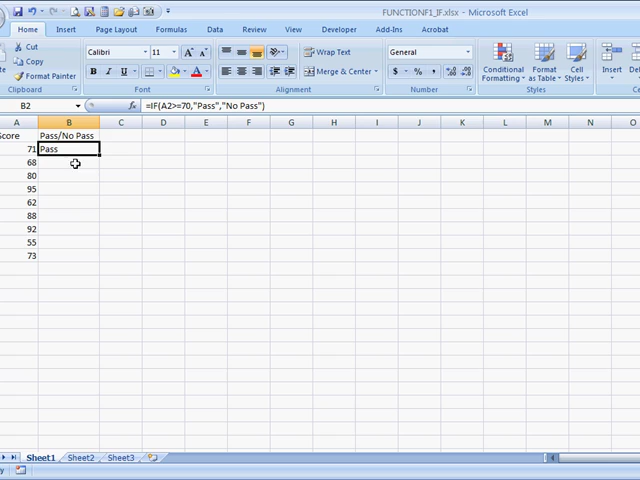 FUNCTIONF1_IF.xlsx - Microsoft Excel
Home Insert Page Layout Formulas Data Review View Developer Add-Ins Acrobat
Cut
Copy
Format Painter
Clipboard
Calibri 11
B I U
Font
Wrap Text
Merge & Center
Alignment
General
$ % ,
Number
Conditional Formatting
Format as Table
Cell Styles
Styles
Insert
B2 fx =IF(A2>=70,"Pass","No Pass")
A B C D E F G H I J K L M N O
Score Pass/No Pass
71 Pass
68
80
95
62
88
92
55
73
Sheet1 Sheet2 Sheet3